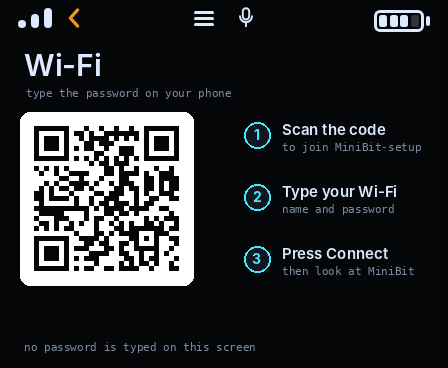 Wi-Fi
type the password on your phone
1 Scan the code
to join MiniBit-setup
2 Type your Wi-Fi
name and password
3 Press Connect
then look at MiniBit
no password is typed on this screen